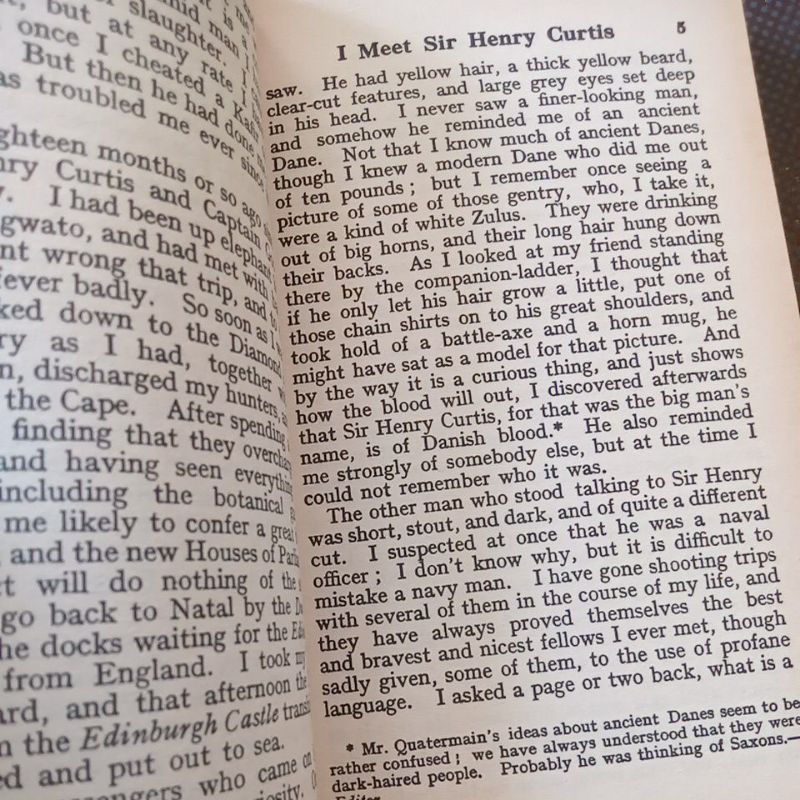 , but at any rate I
slaughter. I
once I cheated a
But then he had done
as troubled me ever since
ghteen months or so ago
nry Curtis and Captain
I had been up elephant
gwato, and had met with
nt wrong that trip, and to
fever badly. So soon as I
ked down to the Diamond
ry as I had, together
n, discharged my hunters,
the Cape. After spending
finding that they overcha
and having seen everythin
including the botanical
me likely to confer a great
, and the new Houses of Parli
ct will do nothing of the
go back to Natal by the
he docks waiting for the Edi
from England. I took my
ard, and that afternoon the
m the Edinburgh Castle transh
ed and put out to sea.
ssengers who came on
iosity.
I Meet Sir Henry Curtis 5
saw. He had yellow hair, a thick yellow beard,
clear-cut features, and large grey eyes set deep
in his head. I never saw a finer-looking man,
and somehow he reminded me of an ancient
Dane. Not that I know much of ancient Danes,
though I knew a modern Dane who did me out
of ten pounds; but I remember once seeing a
picture of some of those gentry, who, I take it,
were a kind of white Zulus. They were drinking
out of big horns, and their long hair hung down
their backs. As I looked at my friend standing
there by the companion-ladder, I thought that
if he only let his hair grow a little, put one of
those chain shirts on to his great shoulders, and
took hold of a battle-axe and a horn mug, he
might have sat as a model for that picture. And
by the way it is a curious thing, and just shows
how the blood will out, I discovered afterwards
that Sir Henry Curtis, for that was the big man's
name, is of Danish blood.* He also reminded
me strongly of somebody else, but at the time I
could not remember who it was.
The other man who stood talking to Sir Henry
was short, stout, and dark, and of quite a different
cut. I suspected at once that he was a naval
officer; I don't know why, but it is difficult to
mistake a navy man. I have gone shooting trips
with several of them in the course of my life, and
they have always proved themselves the best
and bravest and nicest fellows I ever met, though
sadly given, some of them, to the use of profane
language. I asked a page or two back, what is a
* Mr. Quatermain's ideas about ancient Danes seem to be
rather confused; we have always understood that they were
dark-haired people. Probably he was thinking of Saxons.—
Editor